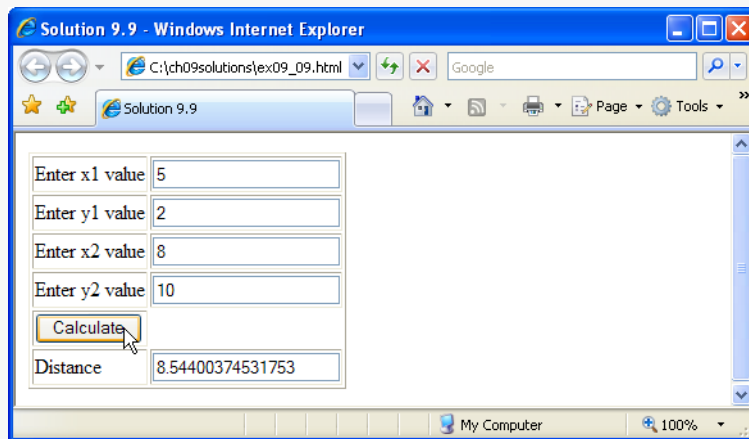 Solution 9.9 - Windows Internet Explorer
C:\ch09solutions\ex09_09.html
Google
Solution 9.9
Page
Tools
»
Enter x1 value 5
Enter y1 value 2
Enter x2 value 8
Enter y2 value 10
Calculate
Distance 8.54400374531753
My Computer
100%